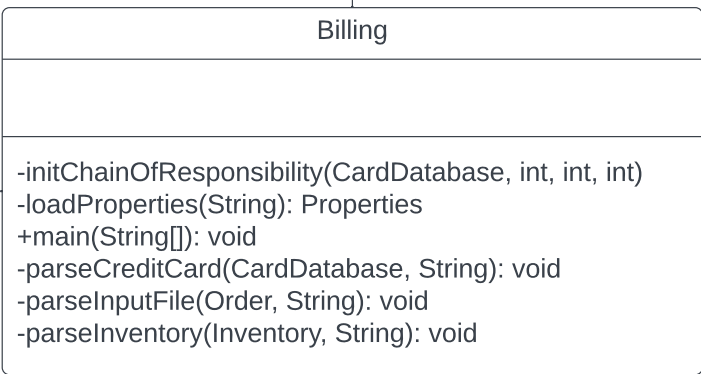 Billing
-initChainOfResponsibility(CardDatabase, int, int, int)
-loadProperties(String): Properties
+main(String[]): void
-parseCreditCard(CardDatabase, String): void
-parseInputFile(Order, String): void
-parseInventory(Inventory, String): void